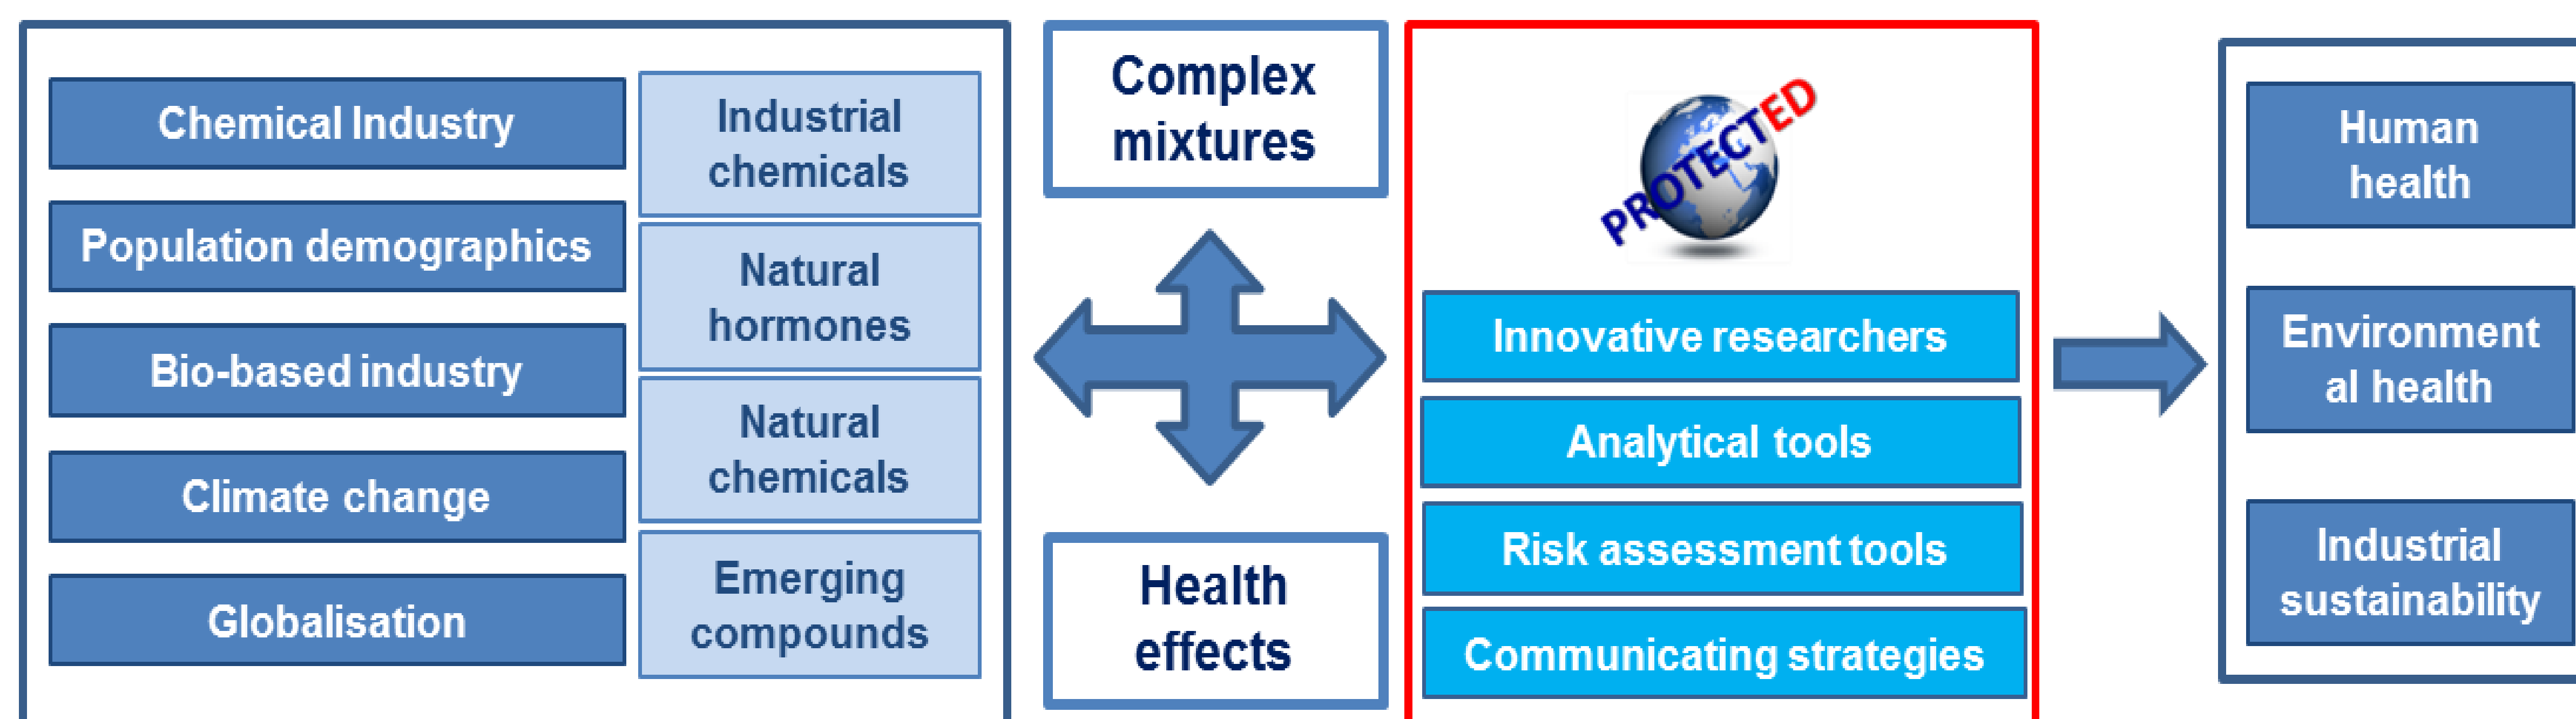 Chemical Industry
Population demographics
Bio-based industry
Climate change
Globalisation
Industrial
chemicals
Natural
hormones
Natural
chemicals
Emerging
compounds
Complex
mixtures
Health
effects
PROTECTED
Innovative researchers
Analytical tools
Risk assessment tools
Communicating strategies
Human
health
Environment
al health
Industrial
sustainability